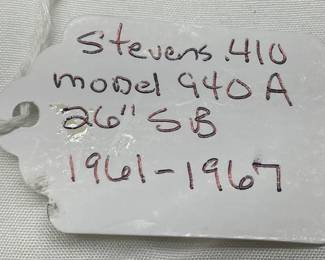 Stevens .410
model 940 A
26" SB
1961-1967